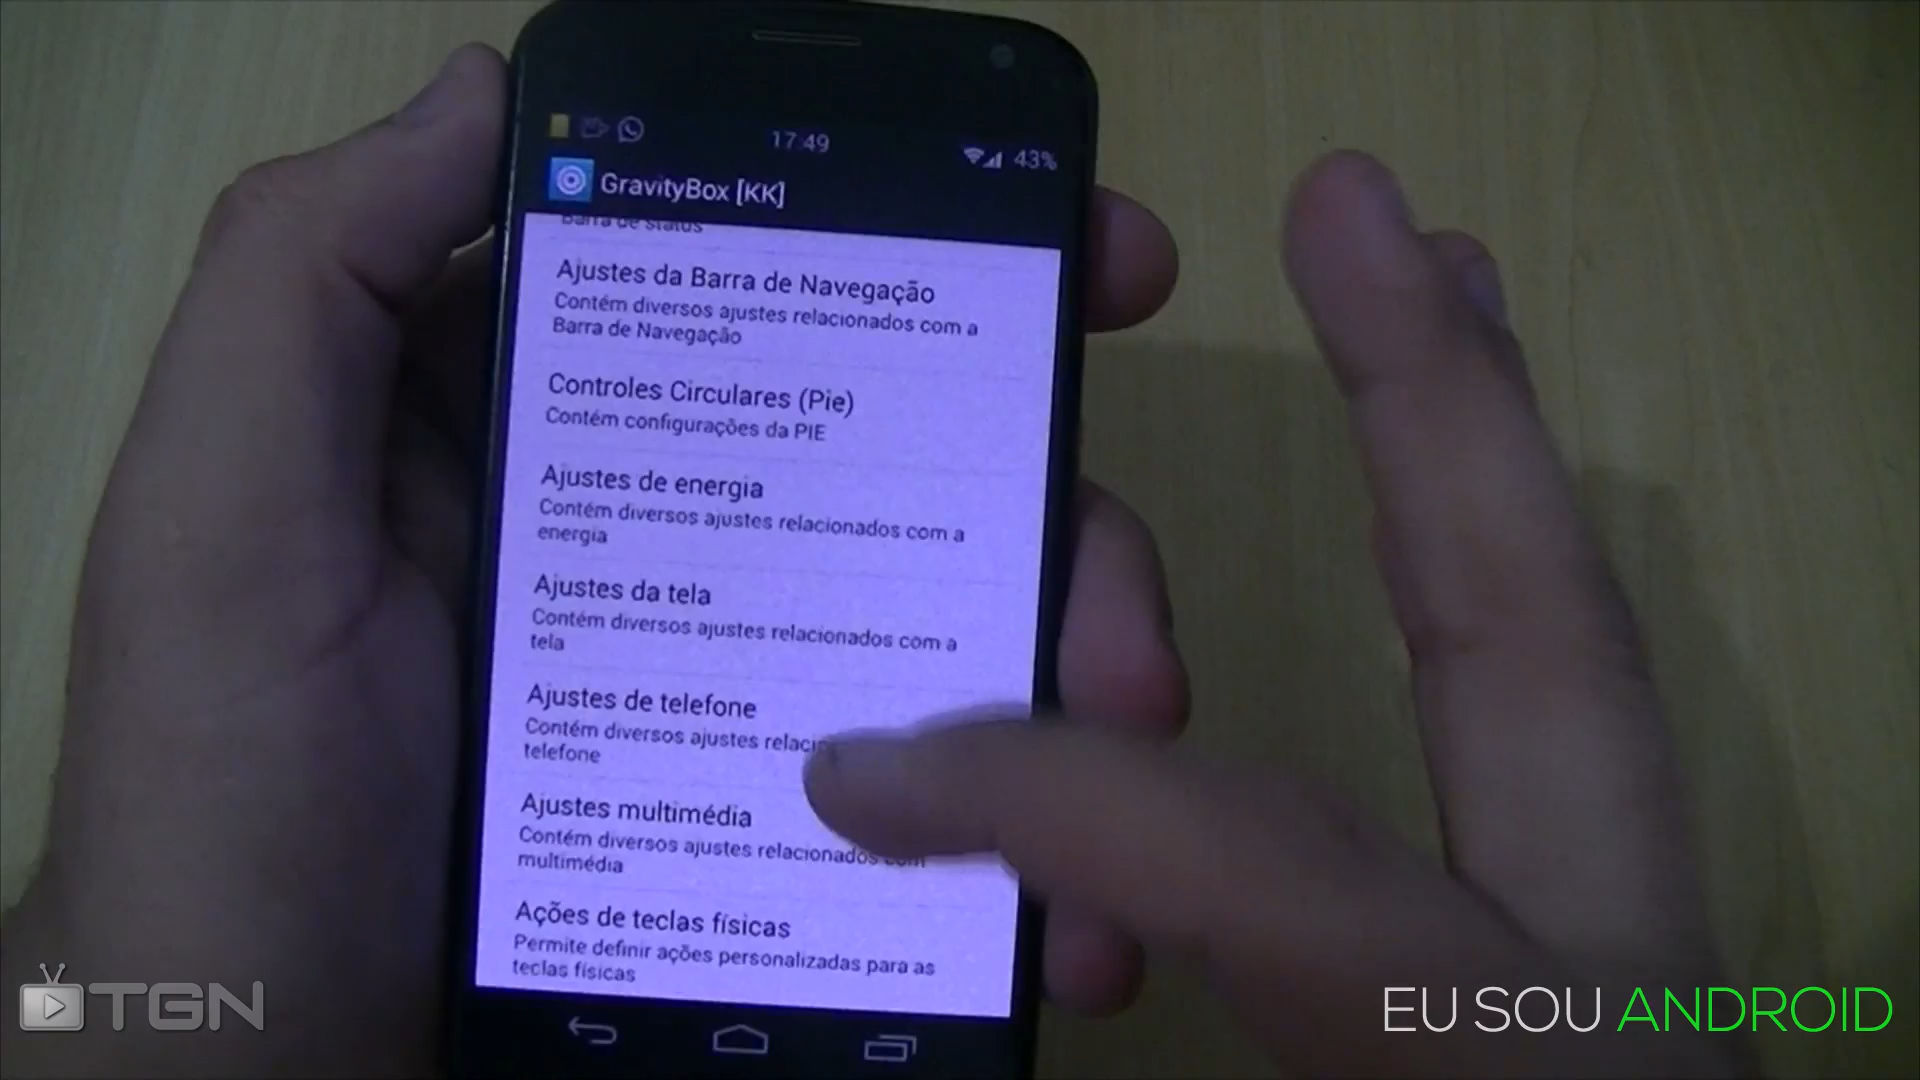 17:49
43%
GravityBox [KK]
Barra de status
Ajustes da Barra de Navegação
Contém diversos ajustes relacionados com a
Barra de Navegação
Controles Circulares (Pie)
Contém configurações da PIE
Ajustes de energia
Contém diversos ajustes relacionados com a
energia
Ajustes da tela
Contém diversos ajustes relacionados com a
tela
Ajustes de telefone
Contém diversos ajustes
telefone
Ajustes multimédia
Contém diversos ajustes relacionados com
multimédia
Ações de teclas físicas
Permite definir ações personalizadas para as
teclas físicas
TGN
EU SOU ANDROID